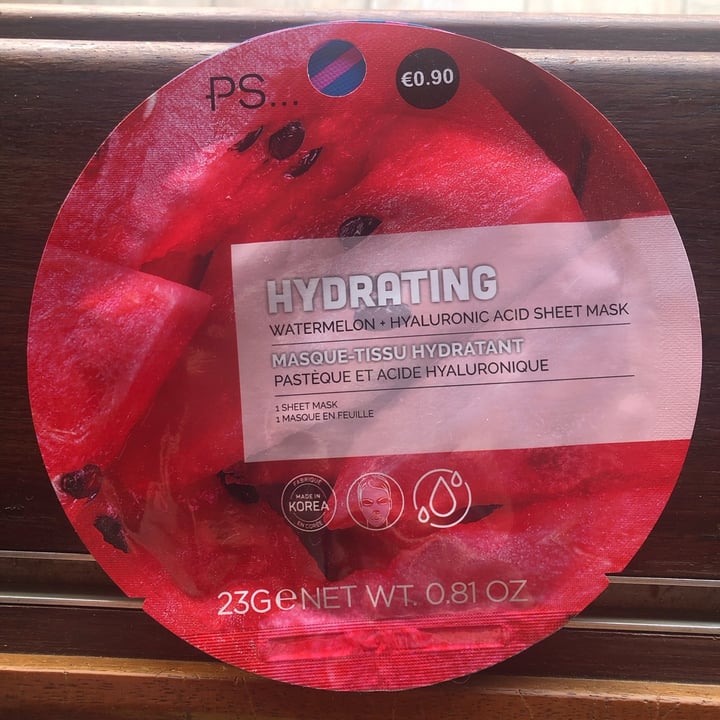 PS...
€0.90
HYDRATING
WATERMELON + HYALURONIC ACID SHEET MASK
MASQUE-TISSU HYDRATANT
PASTÈQUE ET ACIDE HYALURONIQUE
1 SHEET MASK
1 MASQUE EN FEUILLE
FABRIQUÉ
MADE IN
KOREA
EN CORÉE
23G℮NET WT. 0.81 OZ